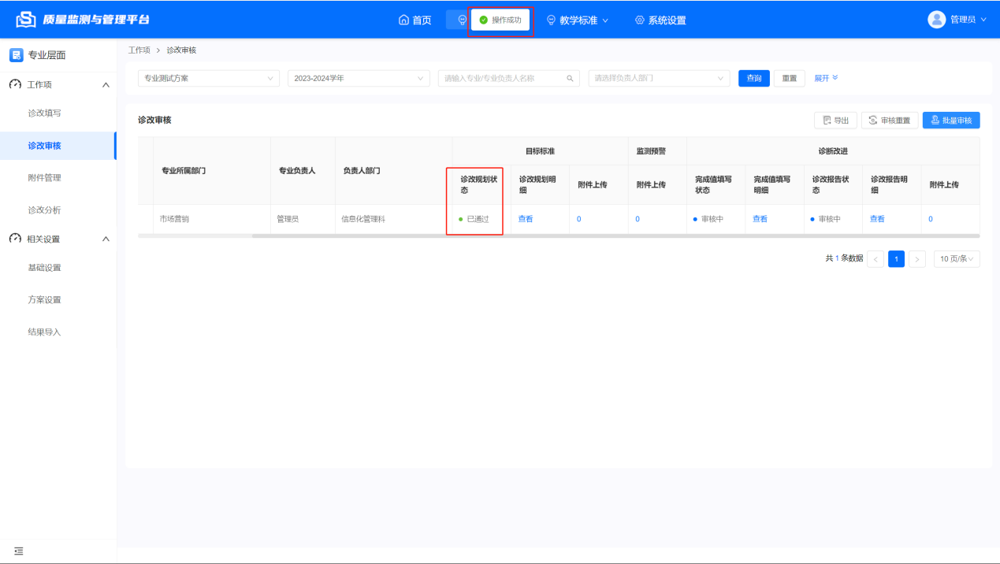 质量监测与管理平台
首页
操作成功
教学标准
系统设置
管理员
专业层面
工作项
诊改填写
诊改审核
附件管理
诊改分析
相关设置
基础设置
方案设置
结果导入
工作项 > 诊改审核
专业测试方案
2023-2024学年
请输入专业/专业负责人名称
请选择负责人部门
查询
重置
展开
诊改审核
导出
审核重置
批量审核
目标标准
监测预警
诊断改进
专业所属部门
专业负责人
负责人部门
诊改规划状
态
诊改规划明
细
附件上传
附件上传
完成值填写
状态
完成值填写
明细
诊改报告状
态
诊改报告明
细
附件上传
市场营销
管理员
信息化管理科
已通过
查看
0
0
审核中
查看
审核中
查看
0
共 1 条数据
<
1
>
10 页/条